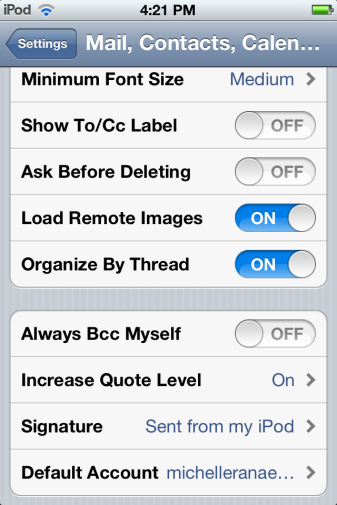 iPod 4:21 PM
Settings Mail, Contacts, Calen...
Minimum Font Size Medium
Show To/Cc Label OFF
Ask Before Deleting OFF
Load Remote Images ON
Organize By Thread ON
Always Bcc Myself OFF
Increase Quote Level On
Signature Sent from my iPod
Default Account michelleranae...